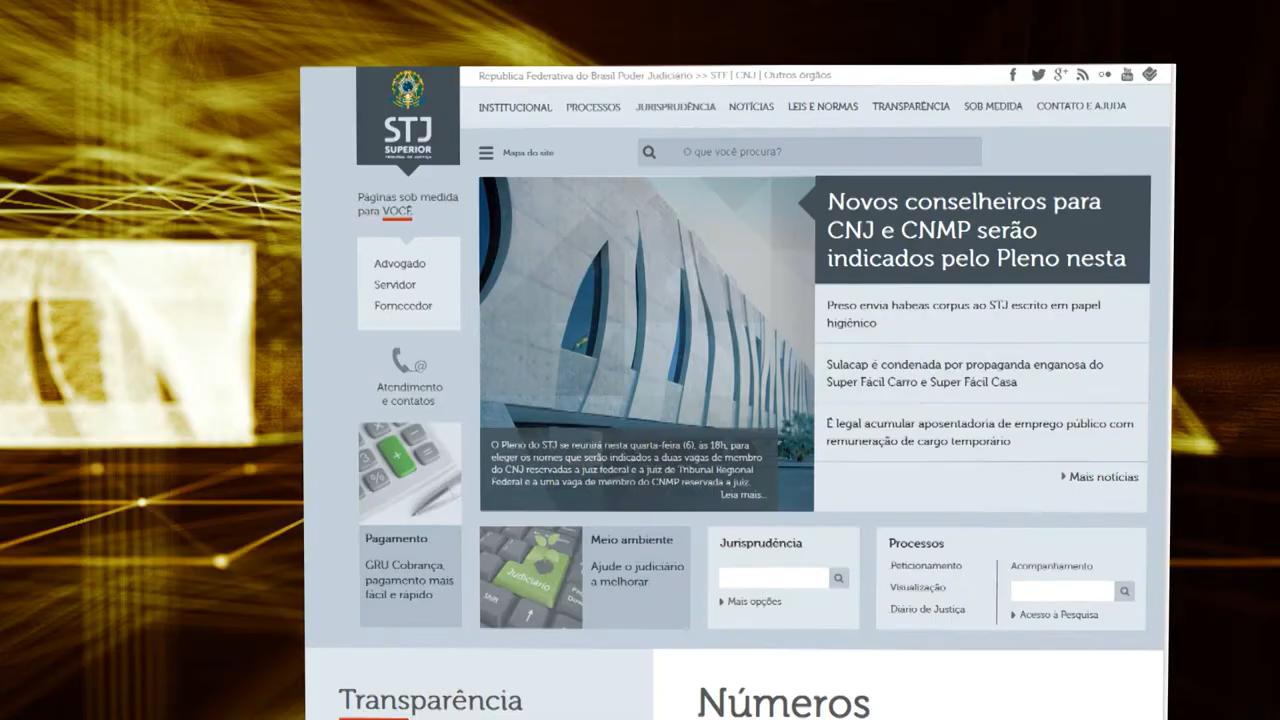 República Federativa do Brasil Poder Judiciário >> STF | CNJ | Outros órgãos
STJ
SUPERIOR
TRIBUNAL DE JUSTIÇA
INSTITUCIONAL PROCESSOS JURISPRUDÊNCIA NOTÍCIAS LEIS E NORMAS TRANSPARÊNCIA SOB MEDIDA CONTATO E AJUDA
Mapa do site
O que você procura?
Páginas sob medida
para VOCÊ
Advogado
Servidor
Fornecedor
Atendimento
e contatos
Pagamento
GRU Cobrança,
pagamento mais
fácil e rápido
O Pleno do STJ se reunirá nesta quarta-feira (6), às 18h, para
eleger os nomes que serão indicados a duas vagas de membro
do CNJ reservadas a juiz federal e a juiz de Tribunal Regional
Federal e a uma vaga de membro do CNMP reservada a juiz.
Leia mais...
Novos conselheiros para
CNJ e CNMP serão
indicados pelo Pleno nesta
Preso envia habeas corpus ao STJ escrito em papel
higiênico
Sulacap é condenada por propaganda enganosa do
Super Fácil Carro e Super Fácil Casa
É legal acumular aposentadoria de emprego público com
remuneração de cargo temporário
Mais notícias
Judiciário
Shift
Meio ambiente
Ajude o judiciário
a melhorar
Jurisprudência
Mais opções
Processos
Peticionamento
Visualização
Diário de Justiça
Acompanhamento
Acesso à Pesquisa
Transparência
Números